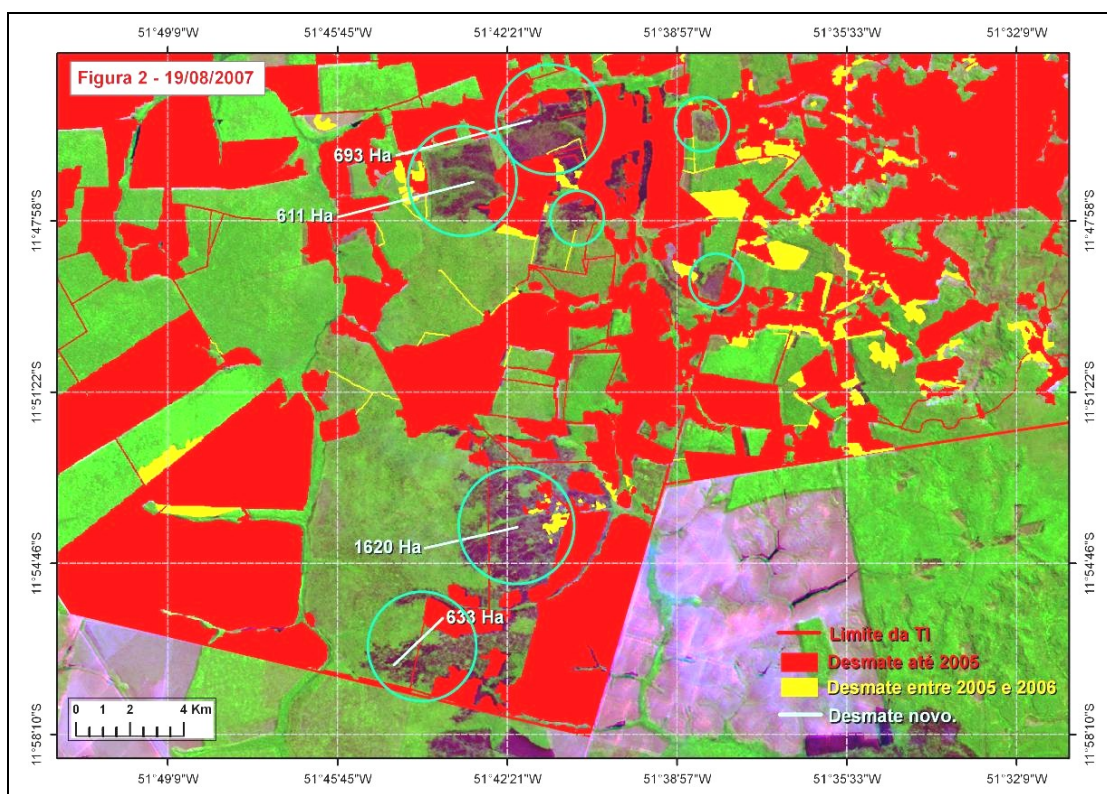 51°49'9"W 51°45'45"W 51°42'21"W 51°38'57"W 51°35'33"W 51°32'9"W
Figura 2 - 19/08/2007
693 Ha
611 Ha
11°47'58"S 11°47'58"S
11°51'22"S 11°51'22"S
1620 Ha
11°54'46"S 11°54'46"S
633 Ha
Limite da TI
Desmate até 2005
Desmate entre 2005 e 2006
Desmate novo.
0 1 2 4 Km
11°58'10"S 11°58'10"S
51°49'9"W 51°45'45"W 51°42'21"W 51°38'57"W 51°35'33"W 51°32'9"W